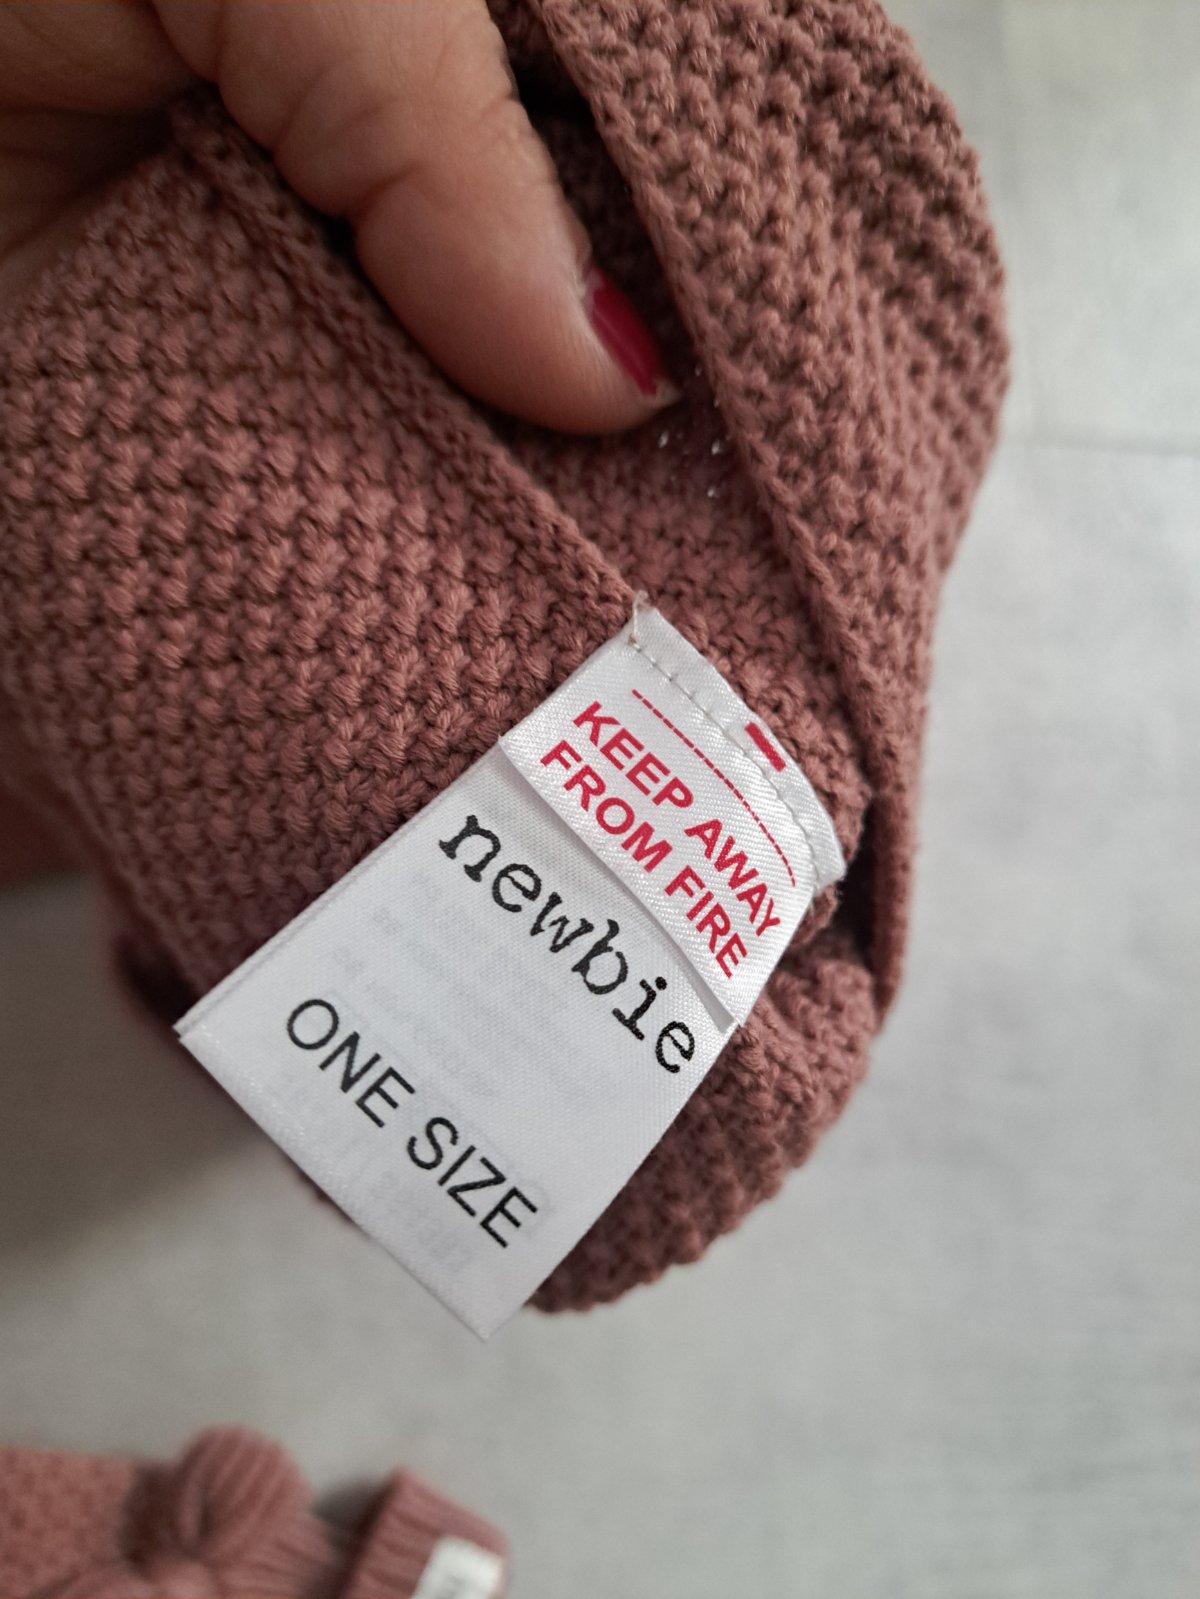 KEEP AWAY
FROM FIRE
newbie
ONE SIZE